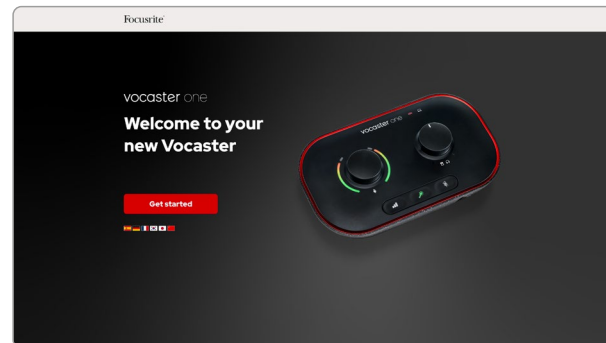 Focusrite
vocaster one
Welcome to your
new Vocaster
Get started
vocaster one